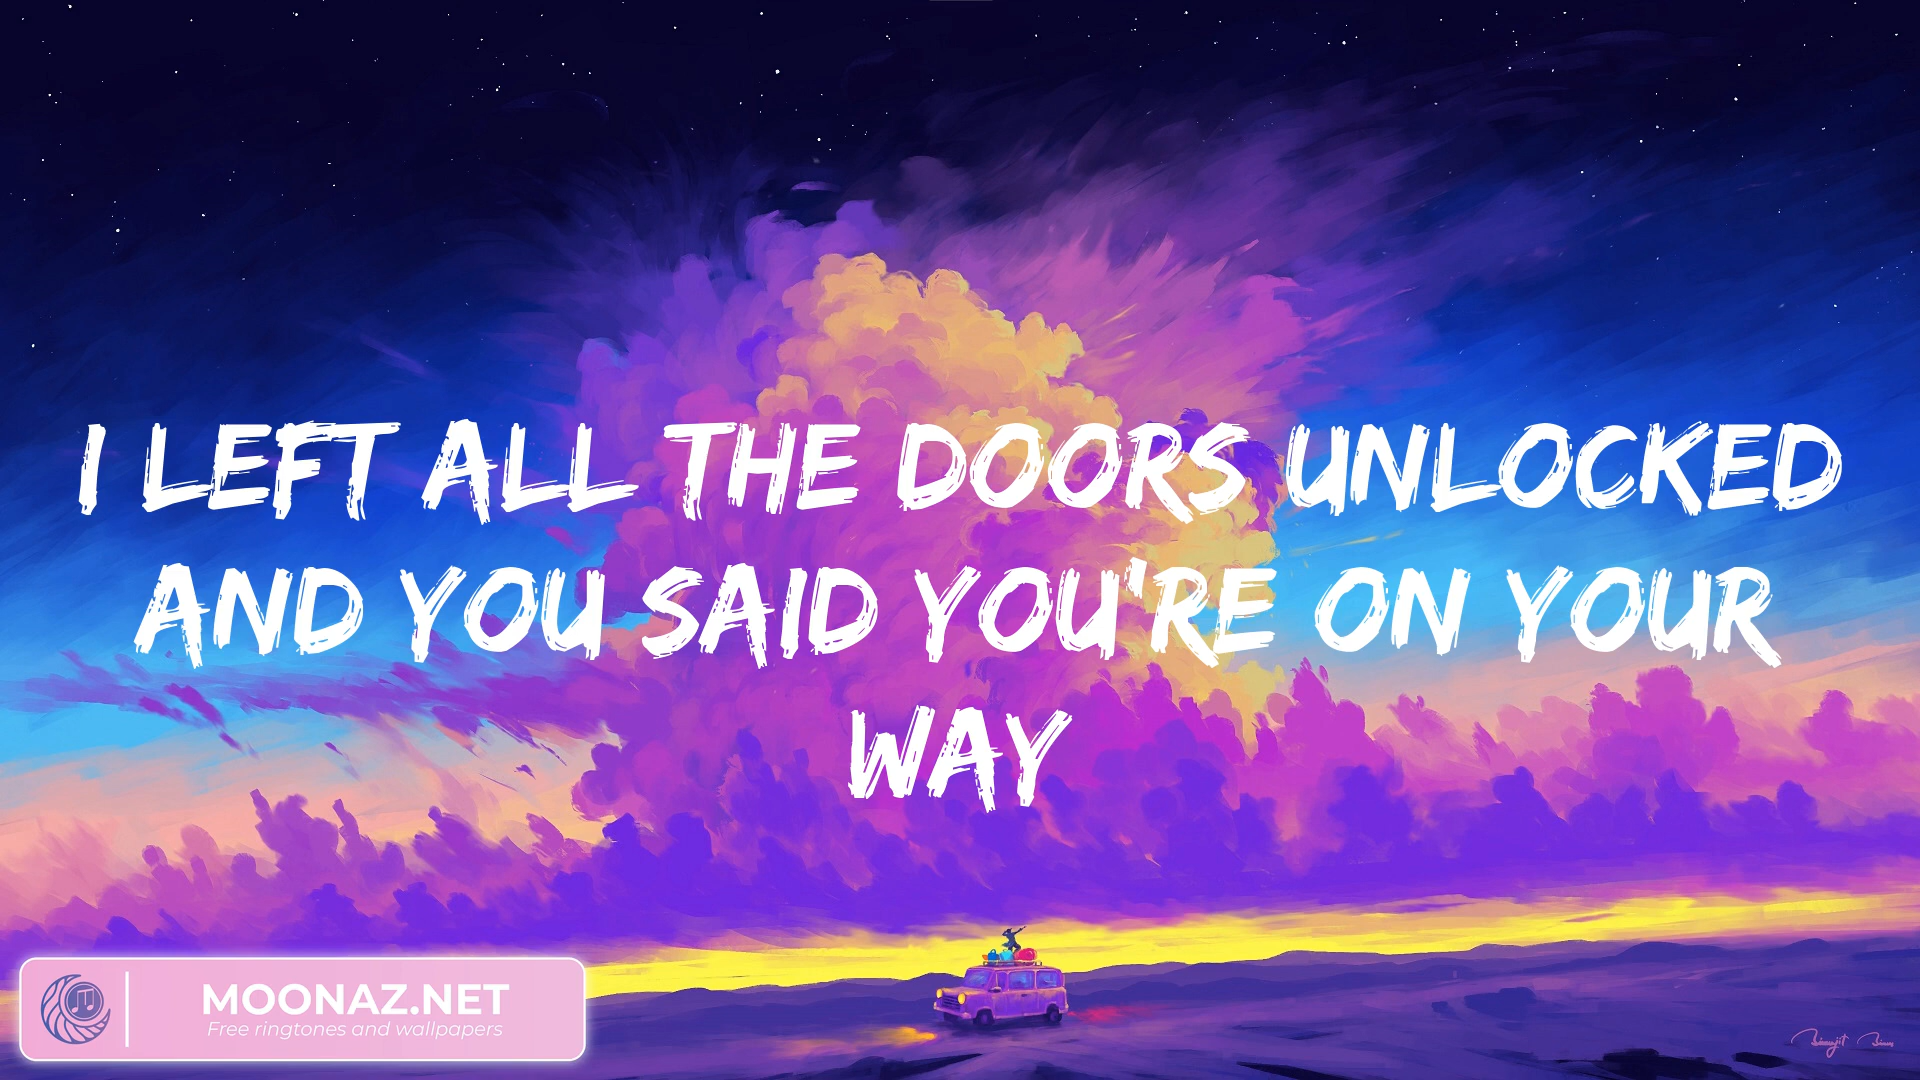 I LEFT ALL THE DOORS UNLOCKED
AND YOU SAID YOU'RE ON YOUR
WAY
MOONAZ.NET
Free ringtones and wallpapers